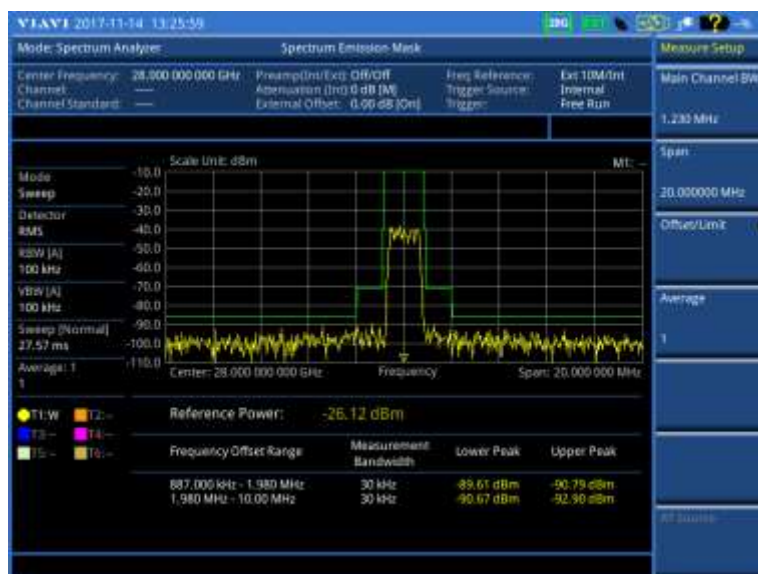 VIAVI 2017-11-14 13:25:59
Mode: Spectrum Analyzer Spectrum Emission Mask Measure Setup
Center Frequency: 28.000 000 000 GHz Preamp(Int/Ext): Off/Off Freq Reference: Ext 10M/Int
Channel: --- Attenuation (Int): 0 dB [M] Trigger Source: Internal
Channel Standard: --- External Offset: 0.00 dB [On] Trigger: Free Run
Main Channel BW
1.230 MHz
Span
20.000000 MHz
Offset/Limit
Average
1
Scale Unit: dBm M1: --
Mode
Sweep
Detector
RMS
RBW [A]
100 kHz
VBW [A]
100 kHz
Sweep [Normal]
27.57 ms
Average: 1
1
-10.0
-20.0
-30.0
-40.0
-50.0
-60.0
-70.0
-80.0
-90.0
-100.0
-110.0
Center: 28.000 000 000 GHz Frequency Span: 20.000 000 MHz
T1:W T2:--
T3:-- T4:--
T5:-- T6:--
Reference Power: -26.12 dBm
Frequency Offset Range Measurement Bandwidth Lower Peak Upper Peak
887.000 kHz - 1.980 MHz 30 kHz -89.61 dBm -90.79 dBm
1.980 MHz - 10.00 MHz 30 kHz -90.67 dBm -92.90 dBm